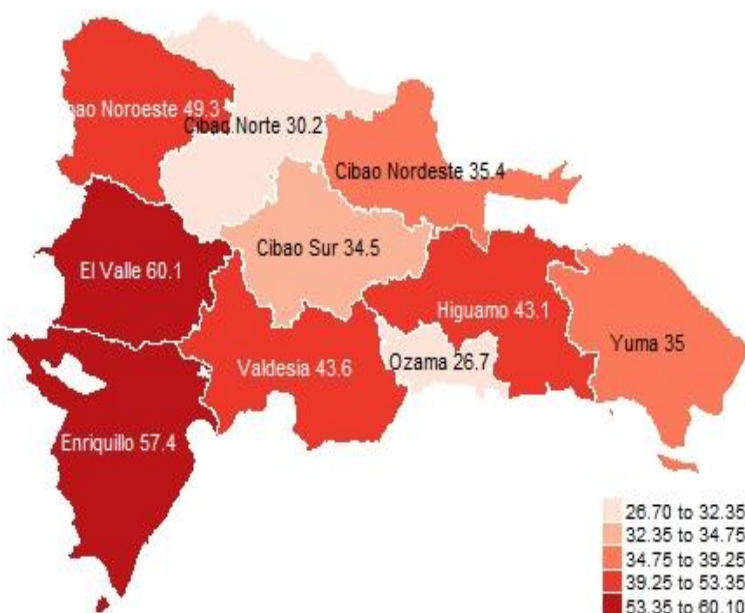 bao Noroeste 49.3
Cibao Norte 30.2
Cibao Nordeste 35.4
Cibao Sur 34.5
El Valle 60.1
Higuamo 43.1
Yuma 35
Ozama 26.7
Valdesia 43.6
Enriquillo 57.4
26.70 to 32.35
32.35 to 34.75
34.75 to 39.25
39.25 to 53.35
53.35 to 60.10